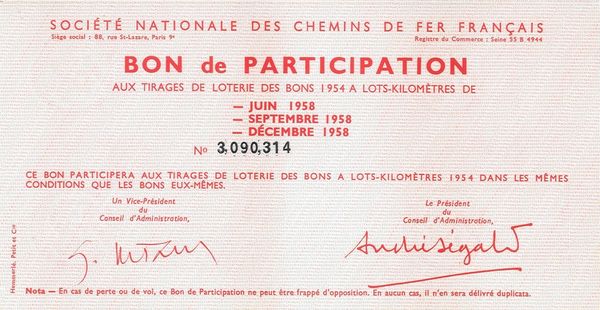 SOCIÉTÉ NATIONALE DES CHEMINS DE FER FRANÇAIS
Siège social : 88, rue St-Lazare, Paris 9e
Registre du Commerce : Seine 55 B 4944
BON de PARTICIPATION
AUX TIRAGES DE LOTERIE DES BONS 1954 A LOTS-KILOMÈTRES DE
— JUIN 1958
— SEPTEMBRE 1958
— DÉCEMBRE 1958
No 3,090,314
CE BON PARTICIPERA AUX TIRAGES DE LOTERIE DES BONS A LOTS-KILOMÈTRES 1954 DANS LES MÊMES
CONDITIONS QUE LES BONS EUX-MÊMES.
Un Vice-Président
du
Conseil d'Administration,
Le Président
du
Conseil d'Administration,
Nota — En cas de perte ou de vol, ce Bon de Participation ne peut être frappé d'opposition. En aucun cas, il n'en sera délivré duplicata.